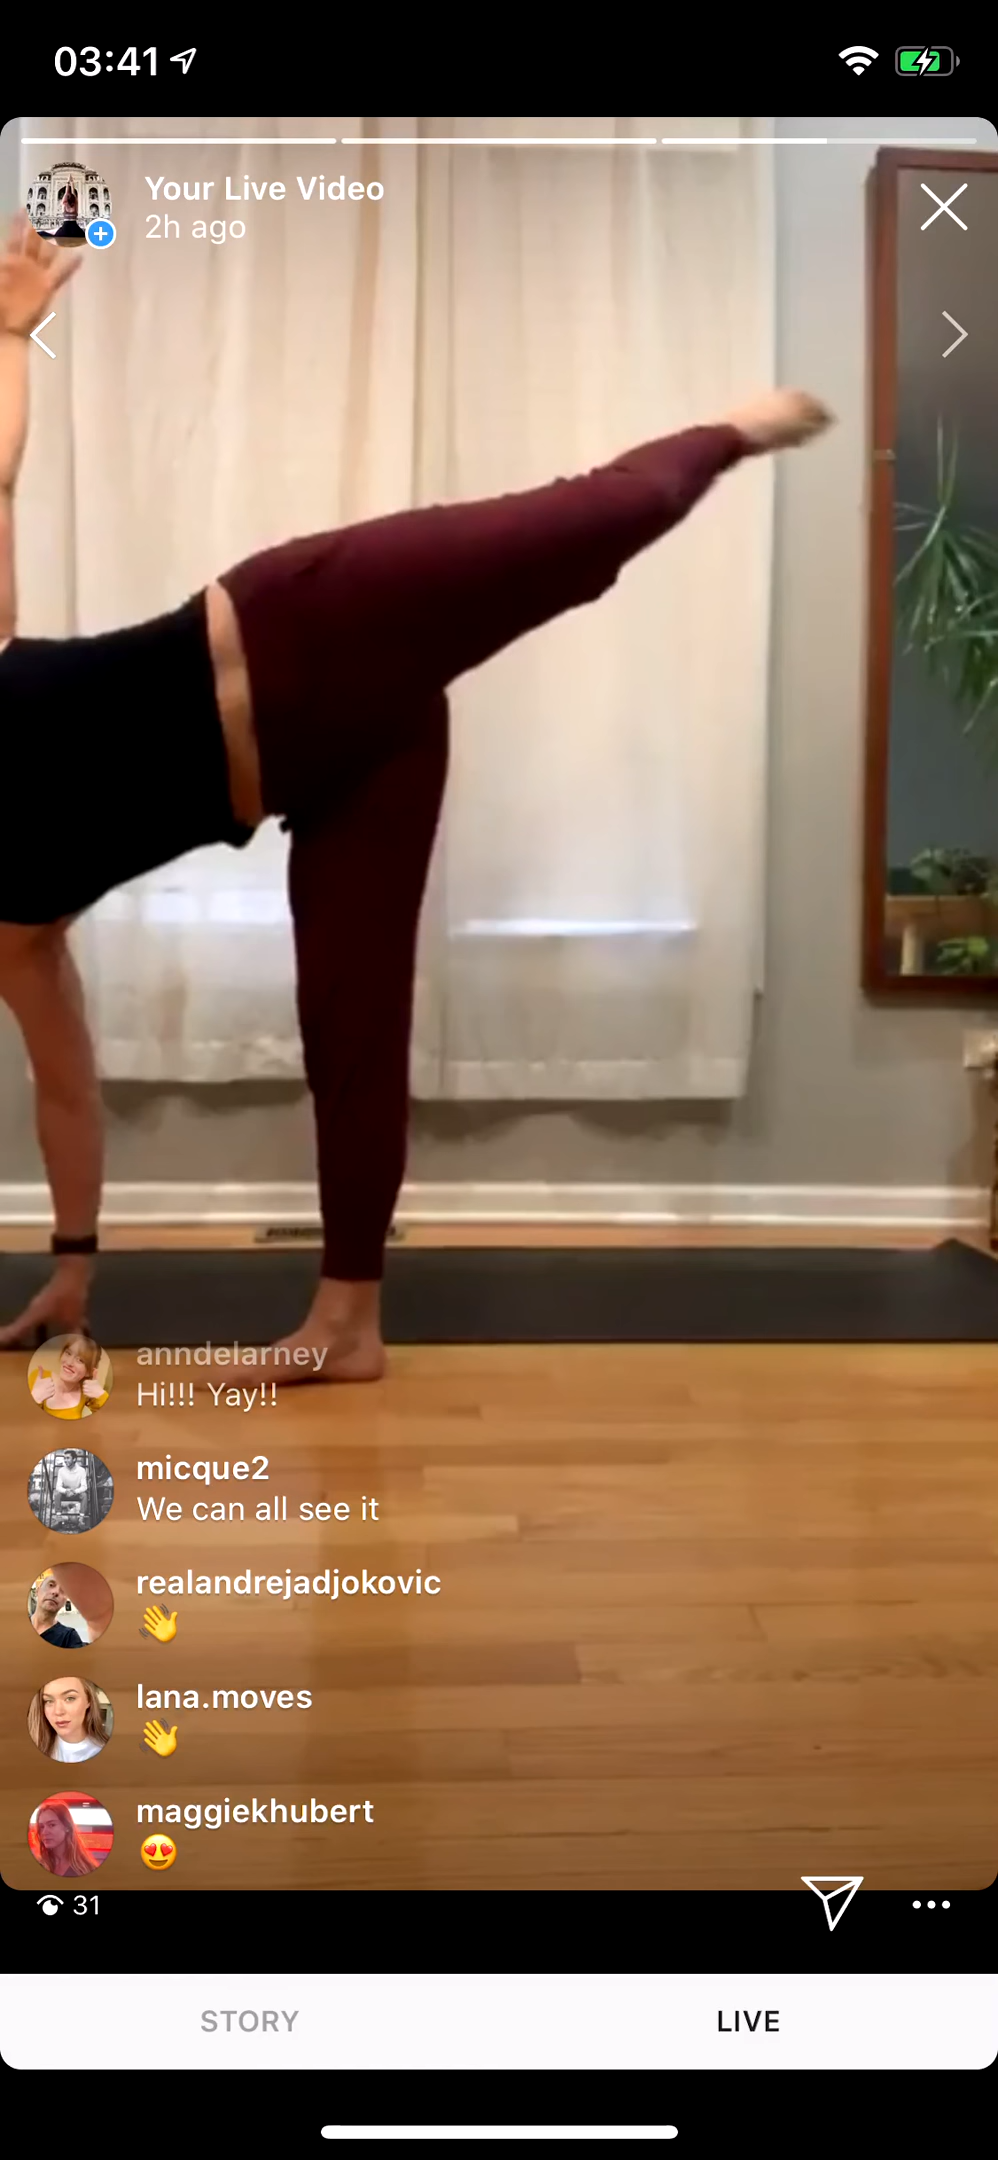 03:41
Your Live Video
2h ago
anndelarney
Hi!!! Yay!!
micque2
We can all see it
realandrejadjokovic
👋
lana.moves
👋
maggiekhubert
😍
31
STORY
LIVE